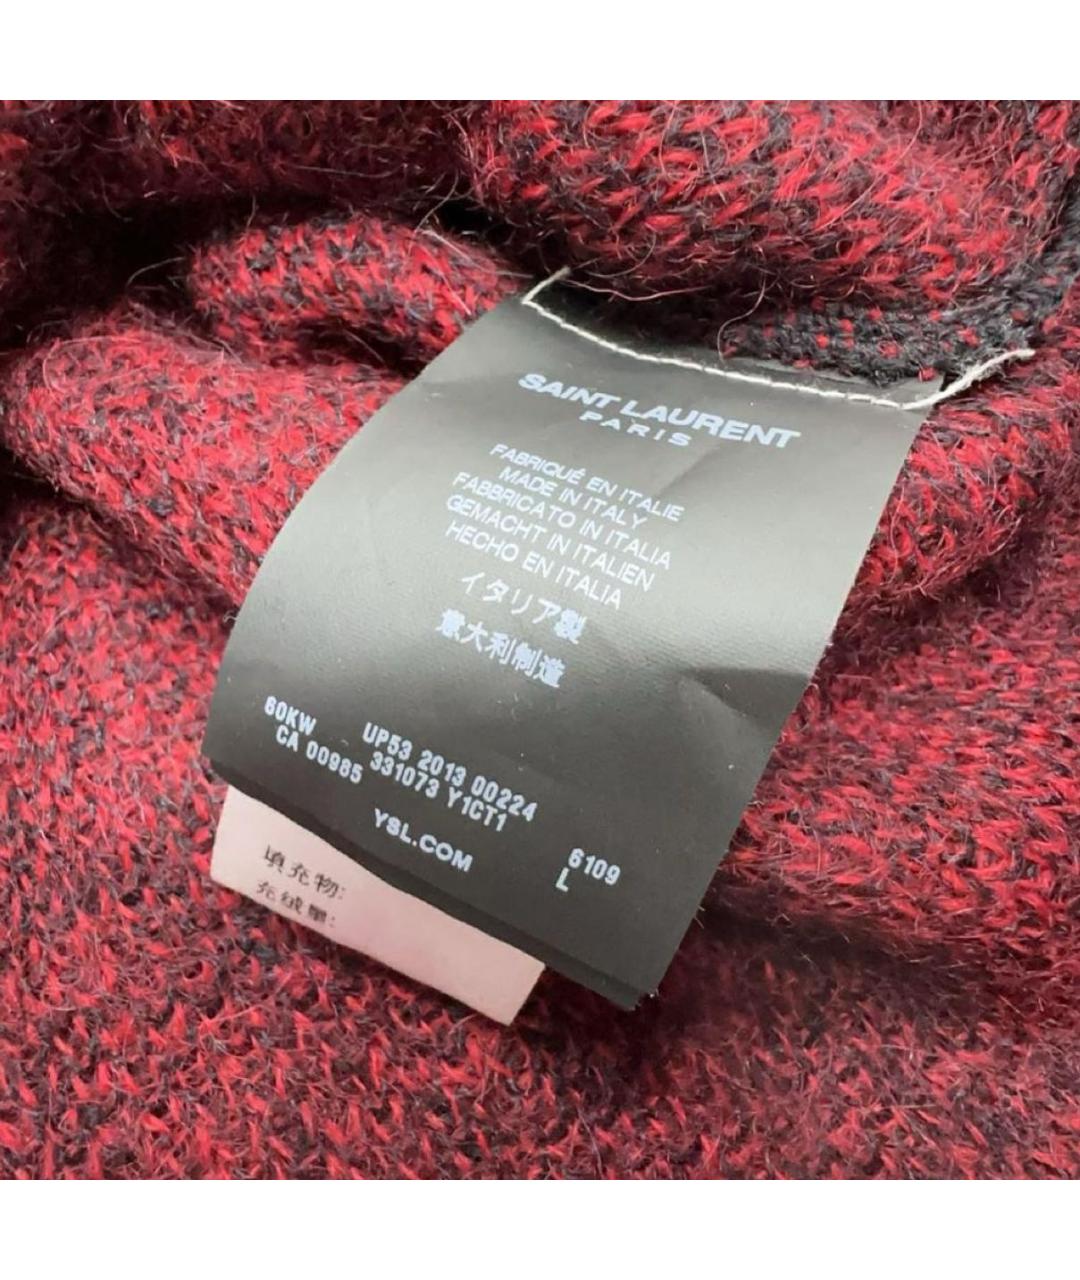 SAINT LAURENT
PARIS
FABRIQUÉ EN ITALIE
MADE IN ITALY
FABBRICATO IN ITALIA
GEMACHT IN ITALIEN
HECHO EN ITALIA
イタリア製
意大利制造
60KW UP53 2013 00224
CA 00985 331073 Y1CT1
YSL.COM
6109
L
填充物:
充绒量: